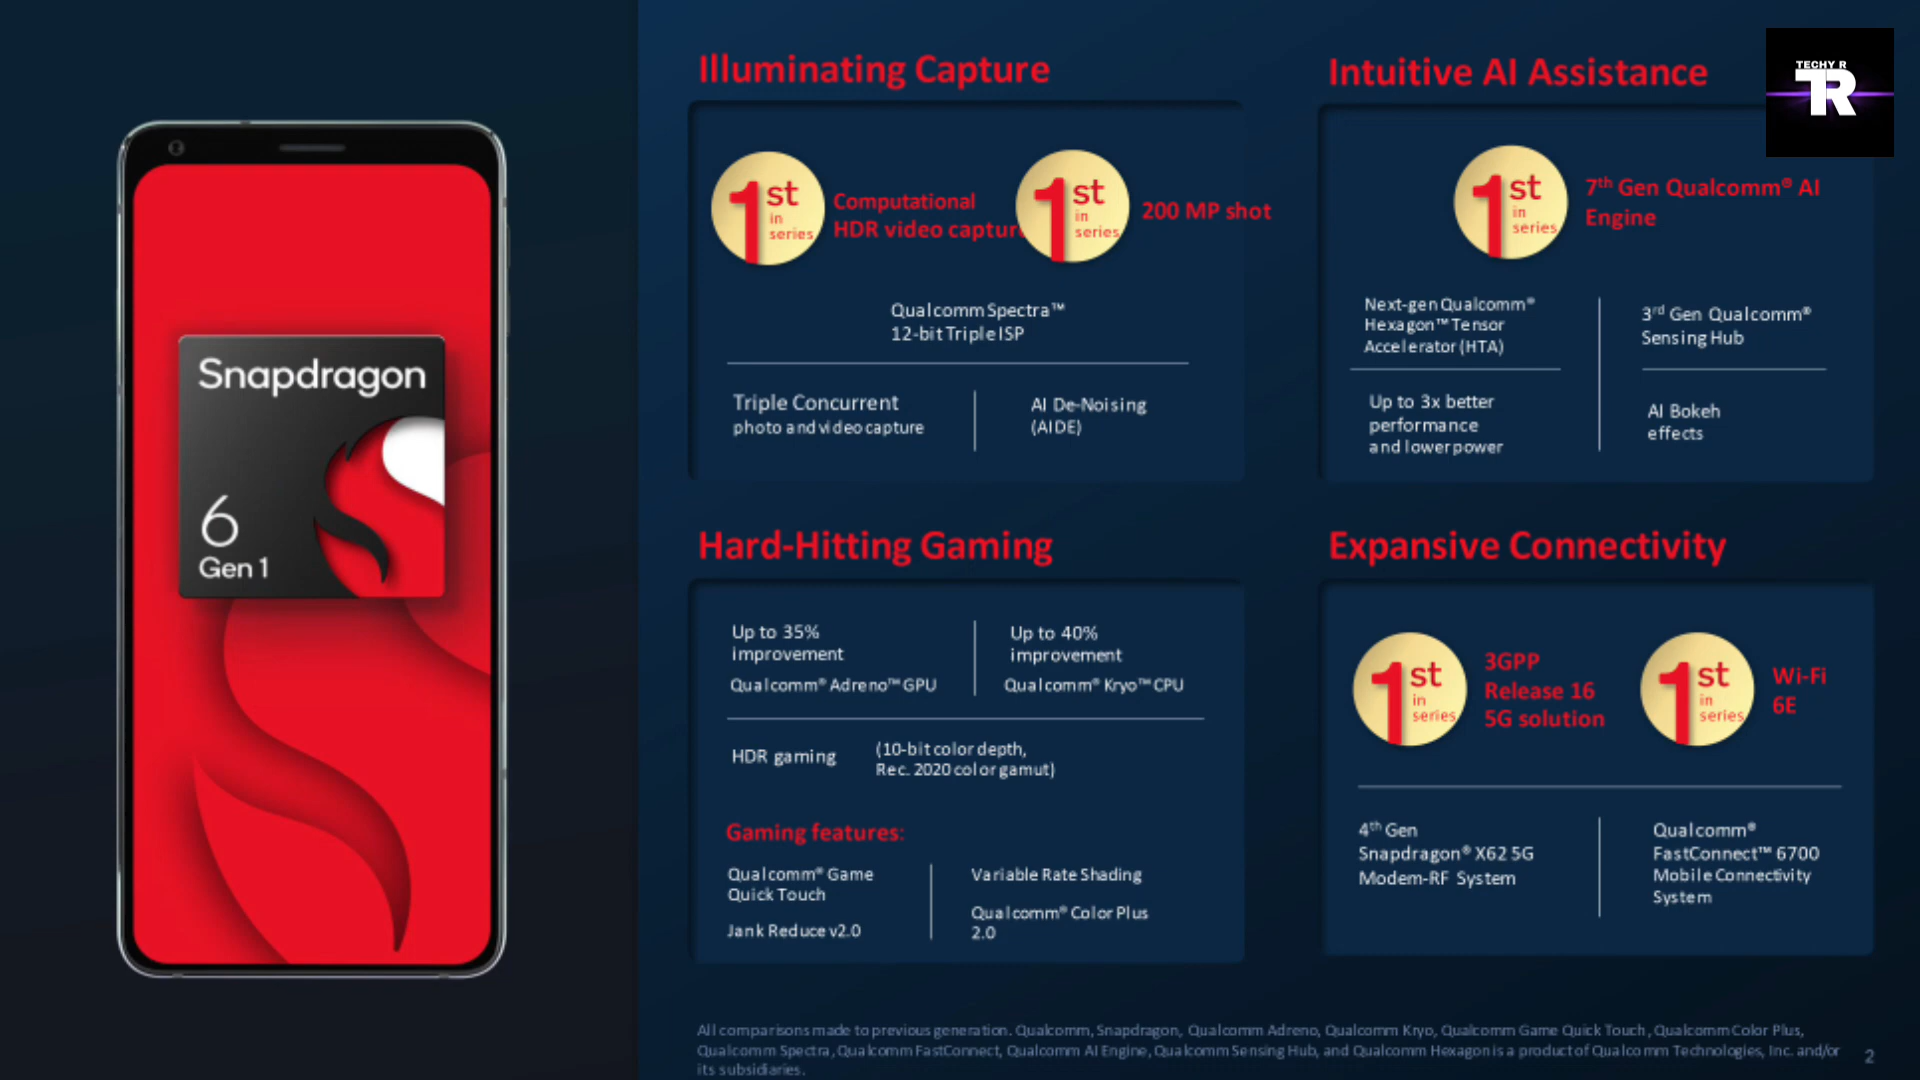 TECHY R
TR
Snapdragon
6
Gen 1
Illuminating Capture
1st in series
Computational
HDR video captur
1st in series
200 MP shot
Qualcomm Spectra™
12-bit Triple ISP
Triple Concurrent
photo and video capture
AI De-Noising
(AIDE)
Intuitive AI Assistance
1st in series
7th Gen Qualcomm® AI
Engine
Next-gen Qualcomm®
Hexagon™ Tensor
Accelerator (HTA)
3rd Gen Qualcomm®
Sensing Hub
Up to 3x better
performance
and lower power
AI Bokeh
effects
Hard-Hitting Gaming
Up to 35%
improvement
Qualcomm® Adreno™ GPU
Up to 40%
improvement
Qualcomm® Kryo™ CPU
HDR gaming
(10-bit color depth,
Rec. 2020 color gamut)
Gaming features:
Qualcomm® Game
Quick Touch
Jank Reduce v2.0
Variable Rate Shading
Qualcomm® Color Plus
2.0
Expansive Connectivity
1st in series
3GPP
Release 16
5G solution
1st in series
Wi-Fi
6E
4th Gen
Snapdragon® X62 5G
Modem-RF System
Qualcomm®
FastConnect™ 6700
Mobile Connectivity
System
All comparisons made to previous generation. Qualcomm, Snapdragon, Qualcomm Adreno, Qualcomm Kryo, Qualcomm Game Quick Touch, Qualcomm Color Plus,
Qualcomm Spectra, Qualcomm FastConnect, Qualcomm AI Engine, Qualcomm Sensing Hub, and Qualcomm Hexagon is a product of Qualcomm Technologies, Inc. and/or
its subsidiaries.
2